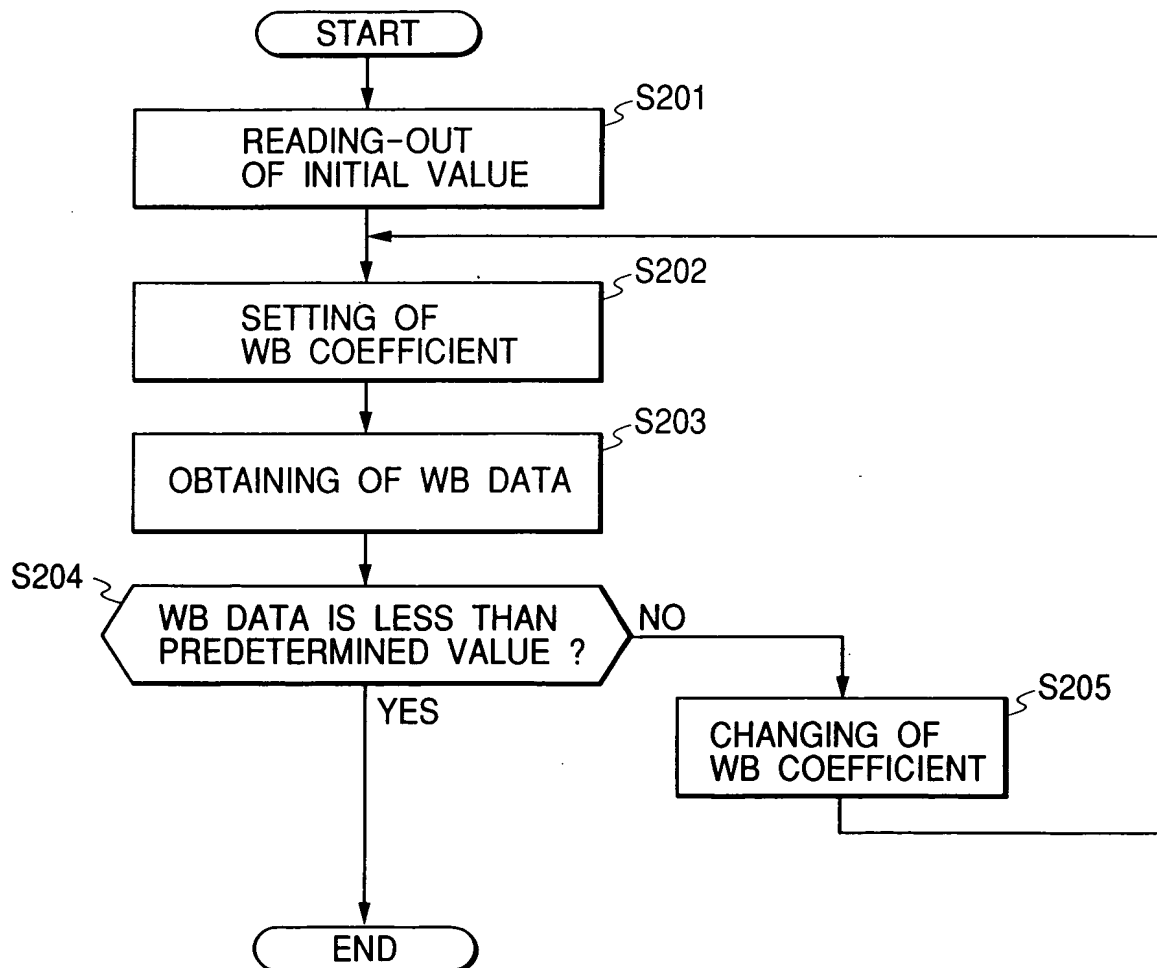 START
S201
READING-OUT
OF INITIAL VALUE
S202
SETTING OF
WB COEFFICIENT
S203
OBTAINING OF WB DATA
S204
WB DATA IS LESS THAN
PREDETERMINED VALUE ?
NO
YES
S205
CHANGING OF
WB COEFFICIENT
END